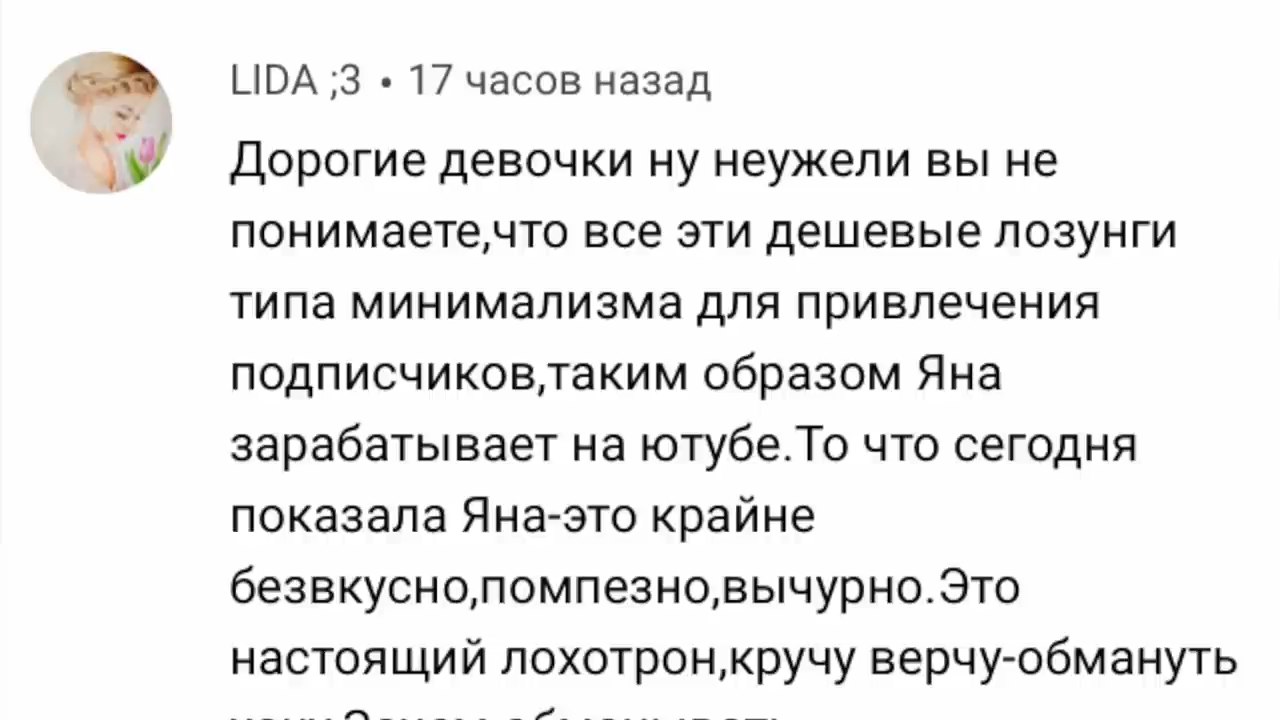 LIDA ;3 • 17 часов назад
Дорогие девочки ну неужели вы не
понимаете,что все эти дешевые лозунги
типа минимализма для привлечения
подписчиков,таким образом Яна
зарабатывает на ютубе.То что сегодня
показала Яна-это крайне
безвкусно,помпезно,вычурно.Это
настоящий лохотрон,кручу верчу-обмануть